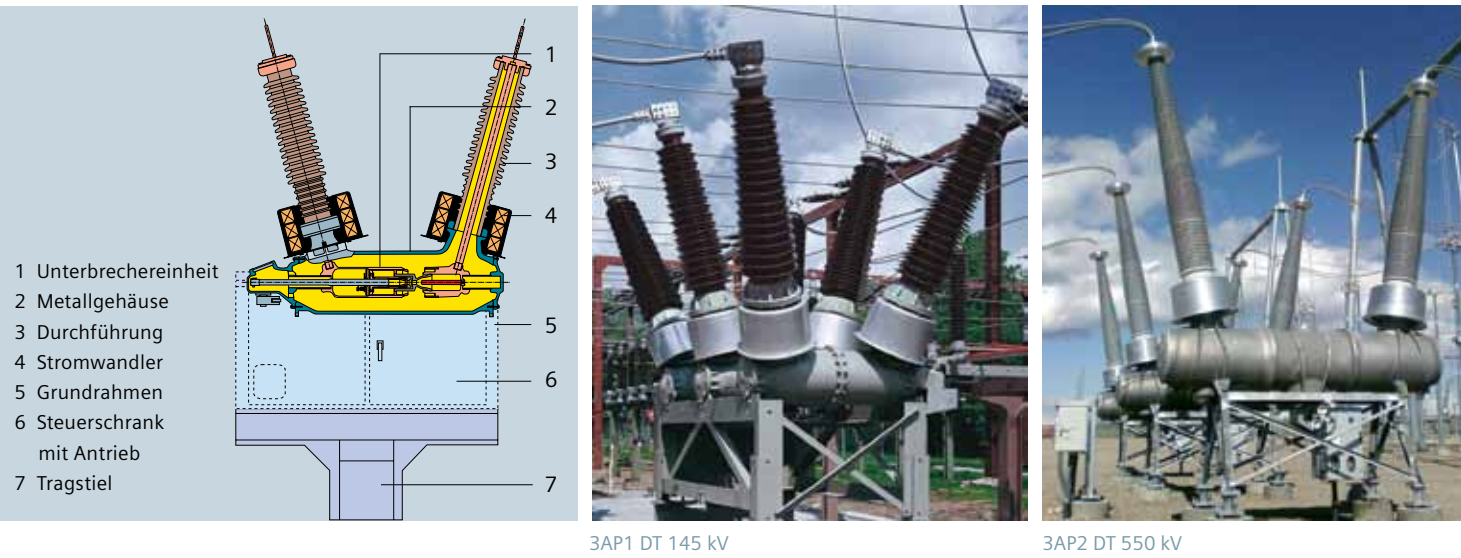 1
2
3
4
5
6
7
1 Unterbrechereinheit
2 Metallgehäuse
3 Durchführung
4 Stromwandler
5 Grundrahmen
6 Steuerschrank
mit Antrieb
7 Tragstiel
3AP1 DT 145 kV
3AP2 DT 550 kV